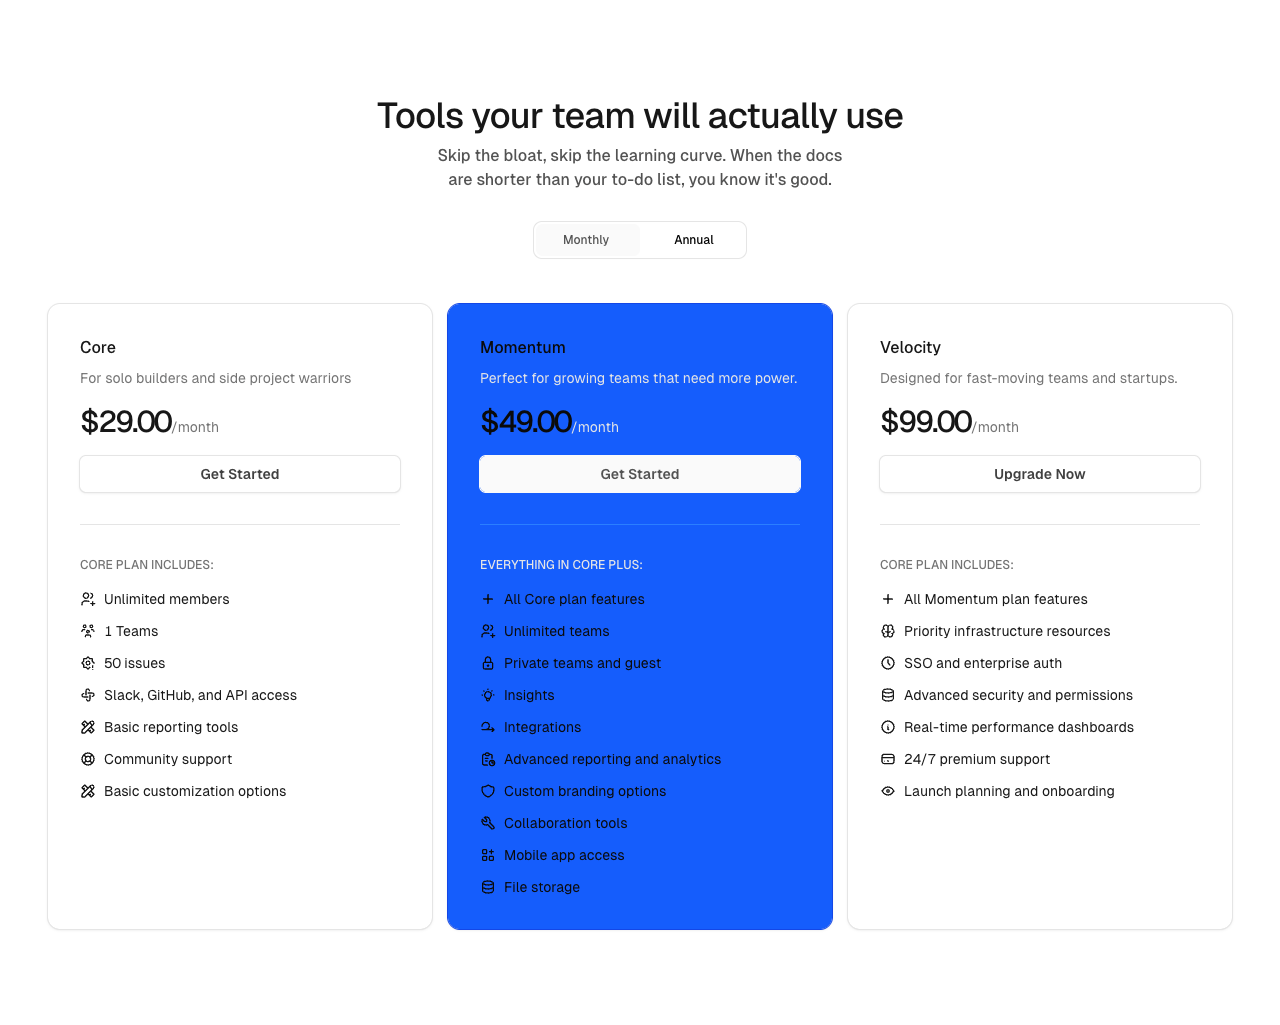 Tools your team will actually use
Skip the bloat, skip the learning curve. When the docs
are shorter than your to-do list, you know it's good.
Monthly
Annual
Core
For solo builders and side project warriors
$29.00/month
Get Started
CORE PLAN INCLUDES:
Unlimited members
1 Teams
50 issues
Slack, GitHub, and API access
Basic reporting tools
Community support
Basic customization options
Momentum
Perfect for growing teams that need more power.
$49.00/month
Get Started
EVERYTHING IN CORE PLUS:
All Core plan features
Unlimited teams
Private teams and guest
Insights
Integrations
Advanced reporting and analytics
Custom branding options
Collaboration tools
Mobile app access
File storage
Velocity
Designed for fast-moving teams and startups.
$99.00/month
Upgrade Now
CORE PLAN INCLUDES:
All Momentum plan features
Priority infrastructure resources
SSO and enterprise auth
Advanced security and permissions
Real-time performance dashboards
24/7 premium support
Launch planning and onboarding